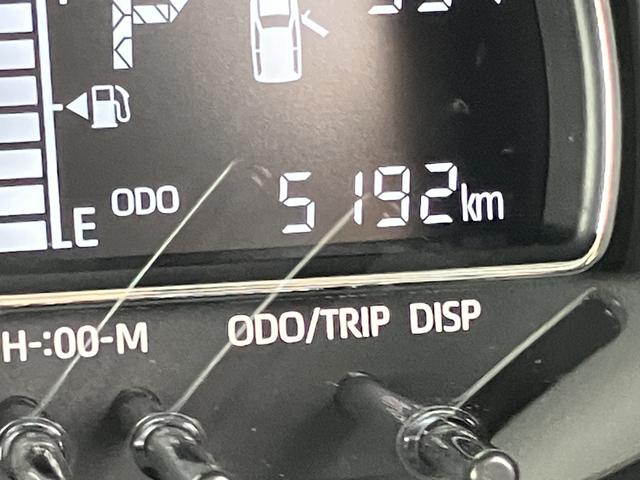 P
ODO 5192km
E
H-:00-M ODO/TRIP DISP